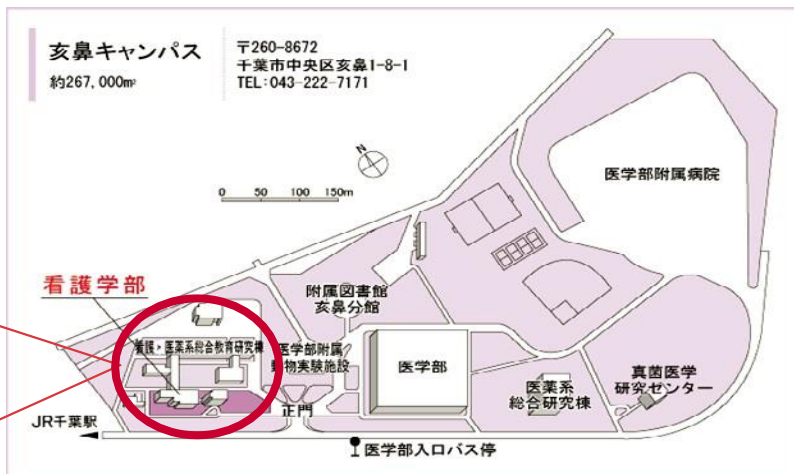 亥鼻キャンパス
約267,000㎡
〒260-8672
千葉市中央区亥鼻1-8-1
TEL:043-222-7171
N
0 50 100 150m
医学部附属病院
看護学部
附属図書館
亥鼻分館
看護・医薬系総合教育研究棟
医学部附属
動物実験施設
医学部
医薬系
総合研究棟
真菌医学
研究センター
正門
JR千葉駅
医学部入口バス停